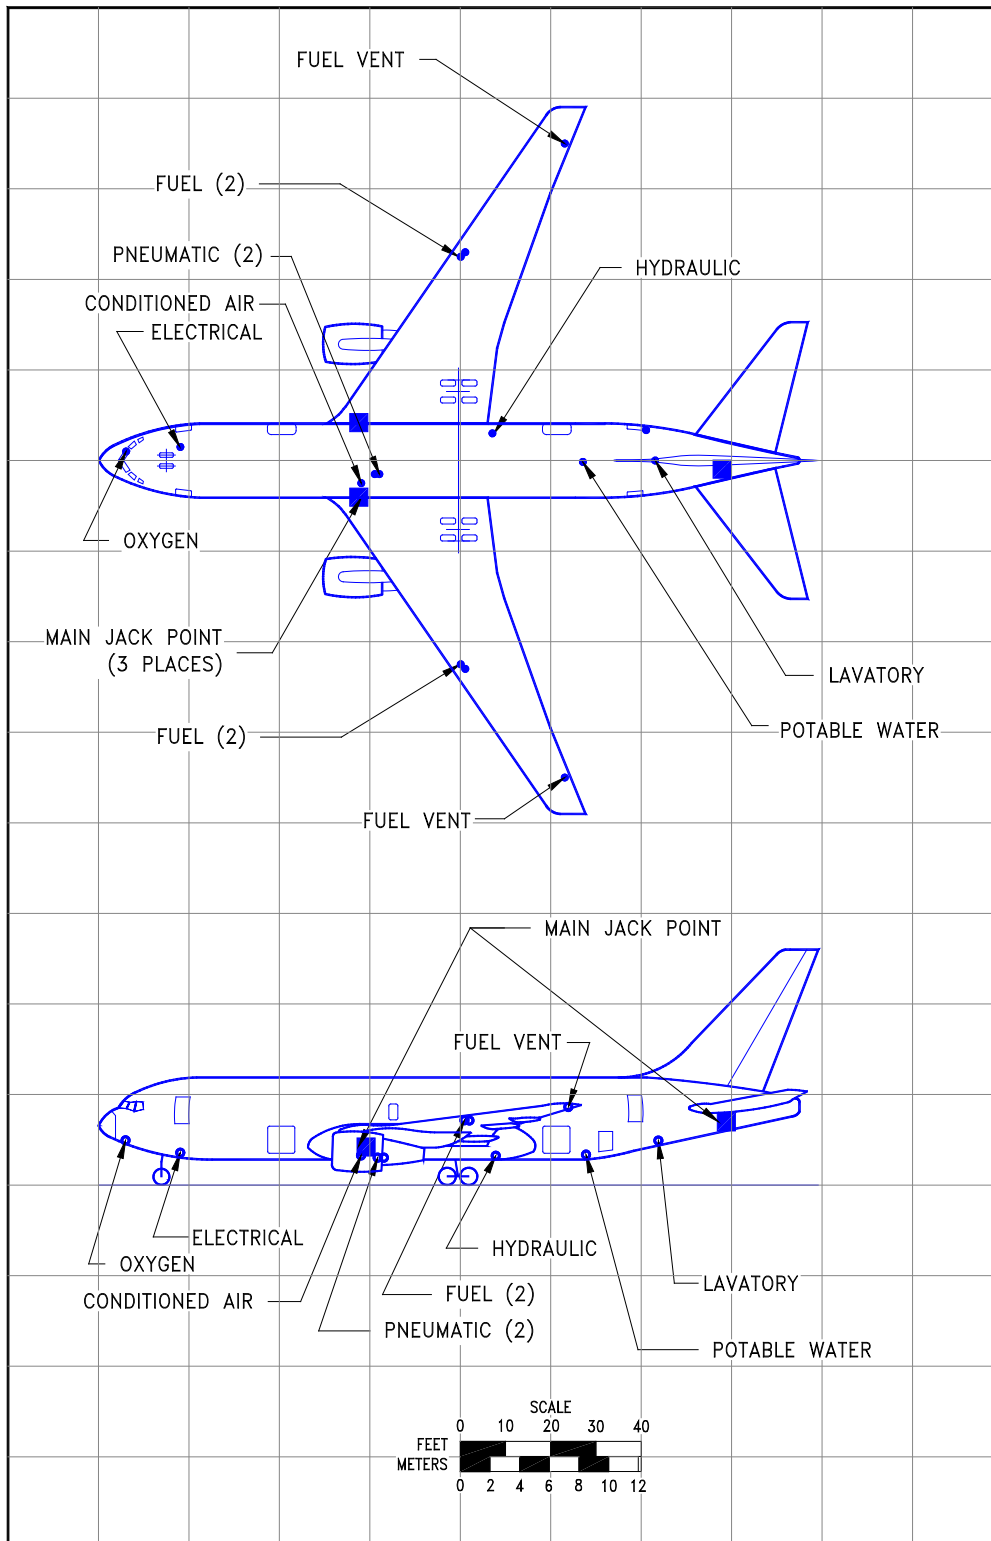 FUEL VENT
FUEL (2)
PNEUMATIC (2)
HYDRAULIC
CONDITIONED AIR
ELECTRICAL
OXYGEN
MAIN JACK POINT
(3 PLACES)
LAVATORY
POTABLE WATER
FUEL (2)
FUEL VENT
MAIN JACK POINT
FUEL VENT
ELECTRICAL
HYDRAULIC
OXYGEN
LAVATORY
FUEL (2)
CONDITIONED AIR
PNEUMATIC (2)
POTABLE WATER
SCALE
0 10 20 30 40
FEET
METERS
0 2 4 6 8 10 12